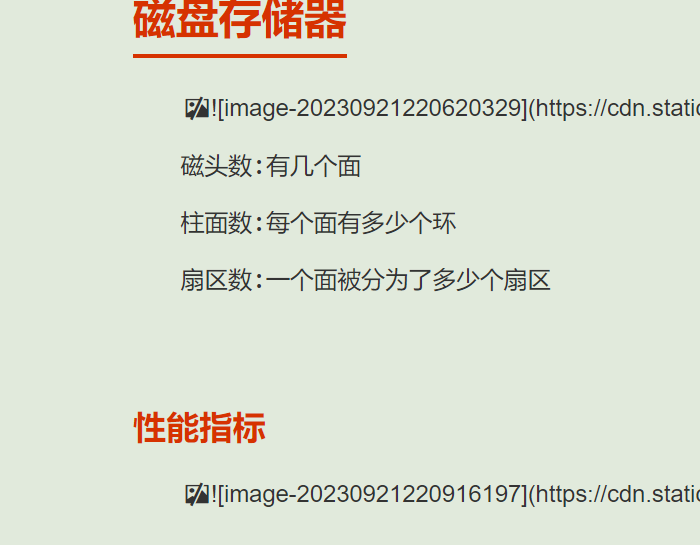 磁盘存储器
![image-20230921220620329](https://cdn.static
磁头数:有几个面
柱面数:每个面有多少个环
扇区数:一个面被分为了多少个扇区
性能指标
![image-20230921220916197](https://cdn.static